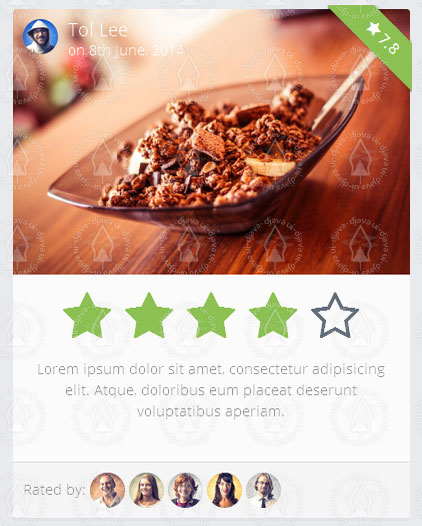 Tol Lee
on 8th June, 2014
7.8
Lorem ipsum dolor sit amet, consectetur adipisicing
elit. Atque, doloribus eum placeat deserunt
voluptatibus aperiam.
Rated by: